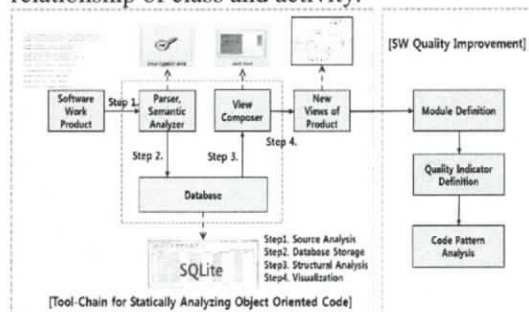 relationship of class and activity.
[SW Quality Improvement]
Software
Work
Product
Step 1.
Parser,
Semantic
Analyzer
View
Composer
New
Views of
Product
Module Definition
Step 2.
Step 3.
Step 4.
Quality Indicator
Definition
Database
Code Pattern
Analysis
SQLite
Step1. Source Analysis
Step2. Database Storage
Step3. Structural Analysis
Step4. Visualization
[Tool-Chain for Statically Analyzing Object Oriented Code]